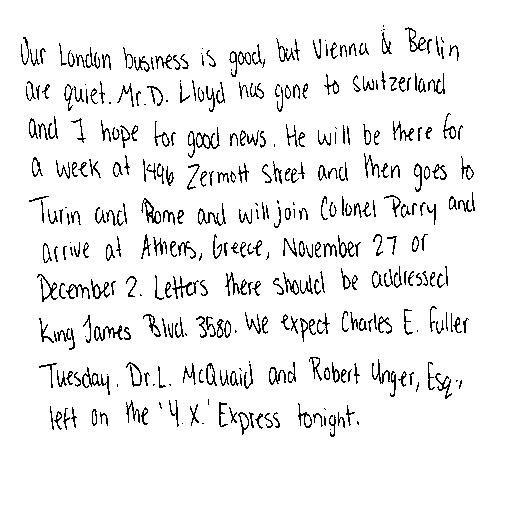 Our London business is good, but Vienna & Berlin
are quiet. Mr. D. Lloyd has gone to Switzerland
and I hope for good news. He will be there for
a week at 1496 Zermott Street and then goes to
Turin and Rome and will join Colonel Parry and
arrive at Athens, Greece, November 27 or
December 2. Letters there should be addressed
King James Blvd. 3580. We expect Charles E. Fuller
Tuesday. Dr. L. McQuaid and Robert Unger, Esq.,
left on the 'Y. X.' Express tonight.